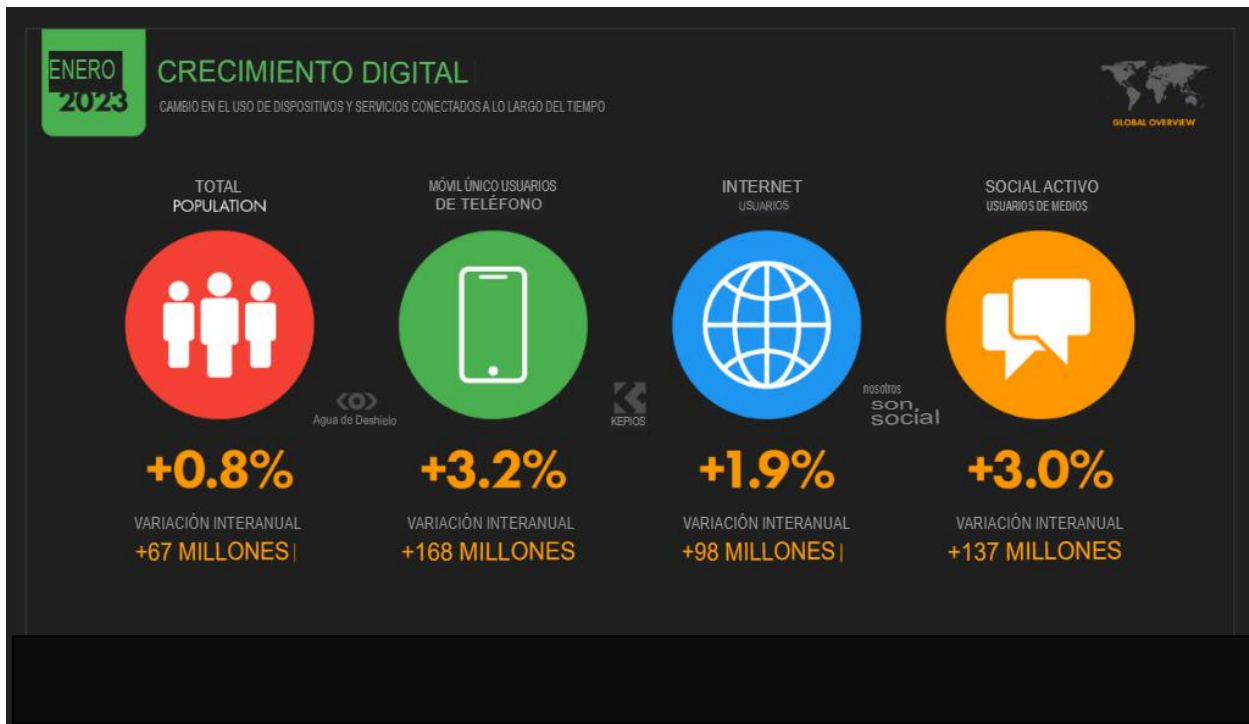 ENERO
2023
CRECIMIENTO DIGITAL
CAMBIO EN EL USO DE DISPOSITIVOS Y SERVICIOS CONECTADOS A LO LARGO DEL TIEMPO
GLOBAL OVERVIEW
TOTAL
POPULATION
MÓVIL ÚNICO USUARIOS
DE TELÉFONO
INTERNET
USUARIOS
SOCIAL ACTIVO
USUARIOS DE MEDIOS
Agua de Deshielo
KEPIOS
nosotros
son,
social
+0.8%
VARIACIÓN INTERANUAL
+67 MILLONES
+3.2%
VARIACIÓN INTERANUAL
+168 MILLONES
+1.9%
VARIACIÓN INTERANUAL
+98 MILLONES
+3.0%
VARIACIÓN INTERANUAL
+137 MILLONES